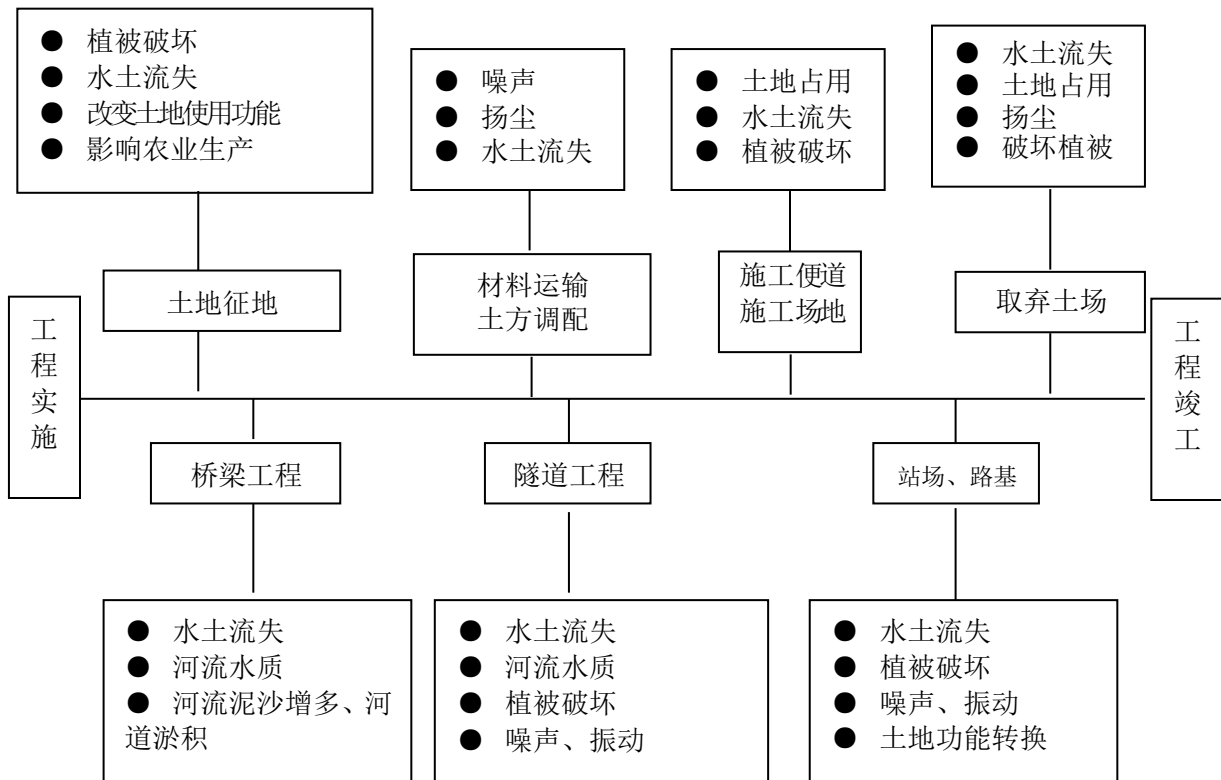 ● 植被破坏
● 水土流失
● 改变土地使用功能
● 影响农业生产
● 噪声
● 扬尘
● 水土流失
● 土地占用
● 水土流失
● 植被破坏
● 水土流失
● 土地占用
● 扬尘
● 破坏植被
土地征地
材料运输
土方调配
施工便道
施工场地
取弃土场
工程实施
工程竣工
桥梁工程
隧道工程
站场、路基
● 水土流失
● 河流水质
● 河流泥沙增多、河
道淤积
● 水土流失
● 河流水质
● 植被破坏
● 噪声、振动
● 水土流失
● 植被破坏
● 噪声、振动
● 土地功能转换